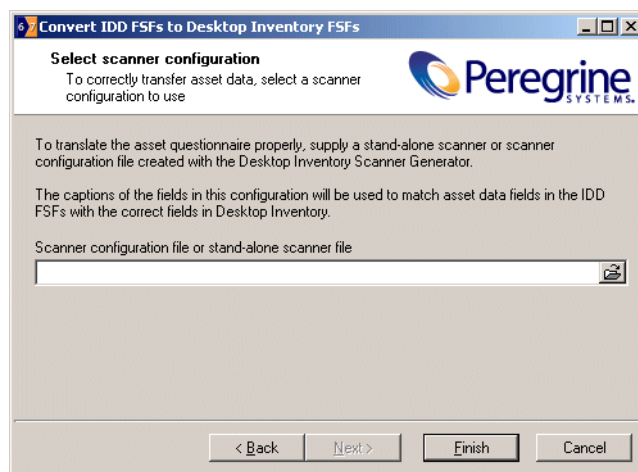 6 7 Convert IDD FSFs to Desktop Inventory FSFs
Select scanner configuration
To correctly transfer asset data, select a scanner
configuration to use
Peregrine
SYSTEMS.
To translate the asset questionnaire properly, supply a stand-alone scanner or scanner
configuration file created with the Desktop Inventory Scanner Generator.
The captions of the fields in this configuration will be used to match asset data fields in the IDD
FSFs with the correct fields in Desktop Inventory.
Scanner configuration file or stand-alone scanner file
< Back
Next >
Finish
Cancel